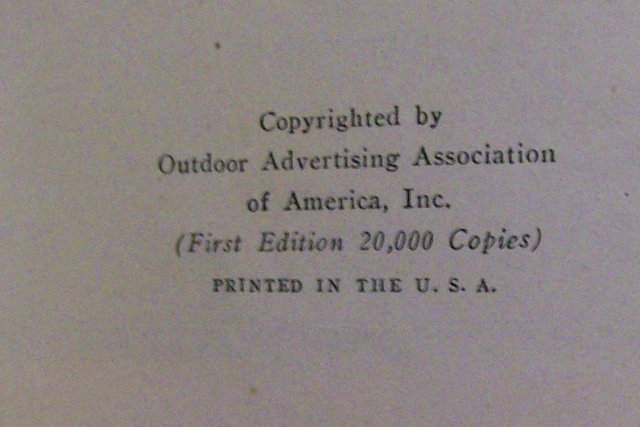 Copyrighted by
Outdoor Advertising Association
of America, Inc.
(First Edition 20,000 Copies)
PRINTED IN THE U. S. A.